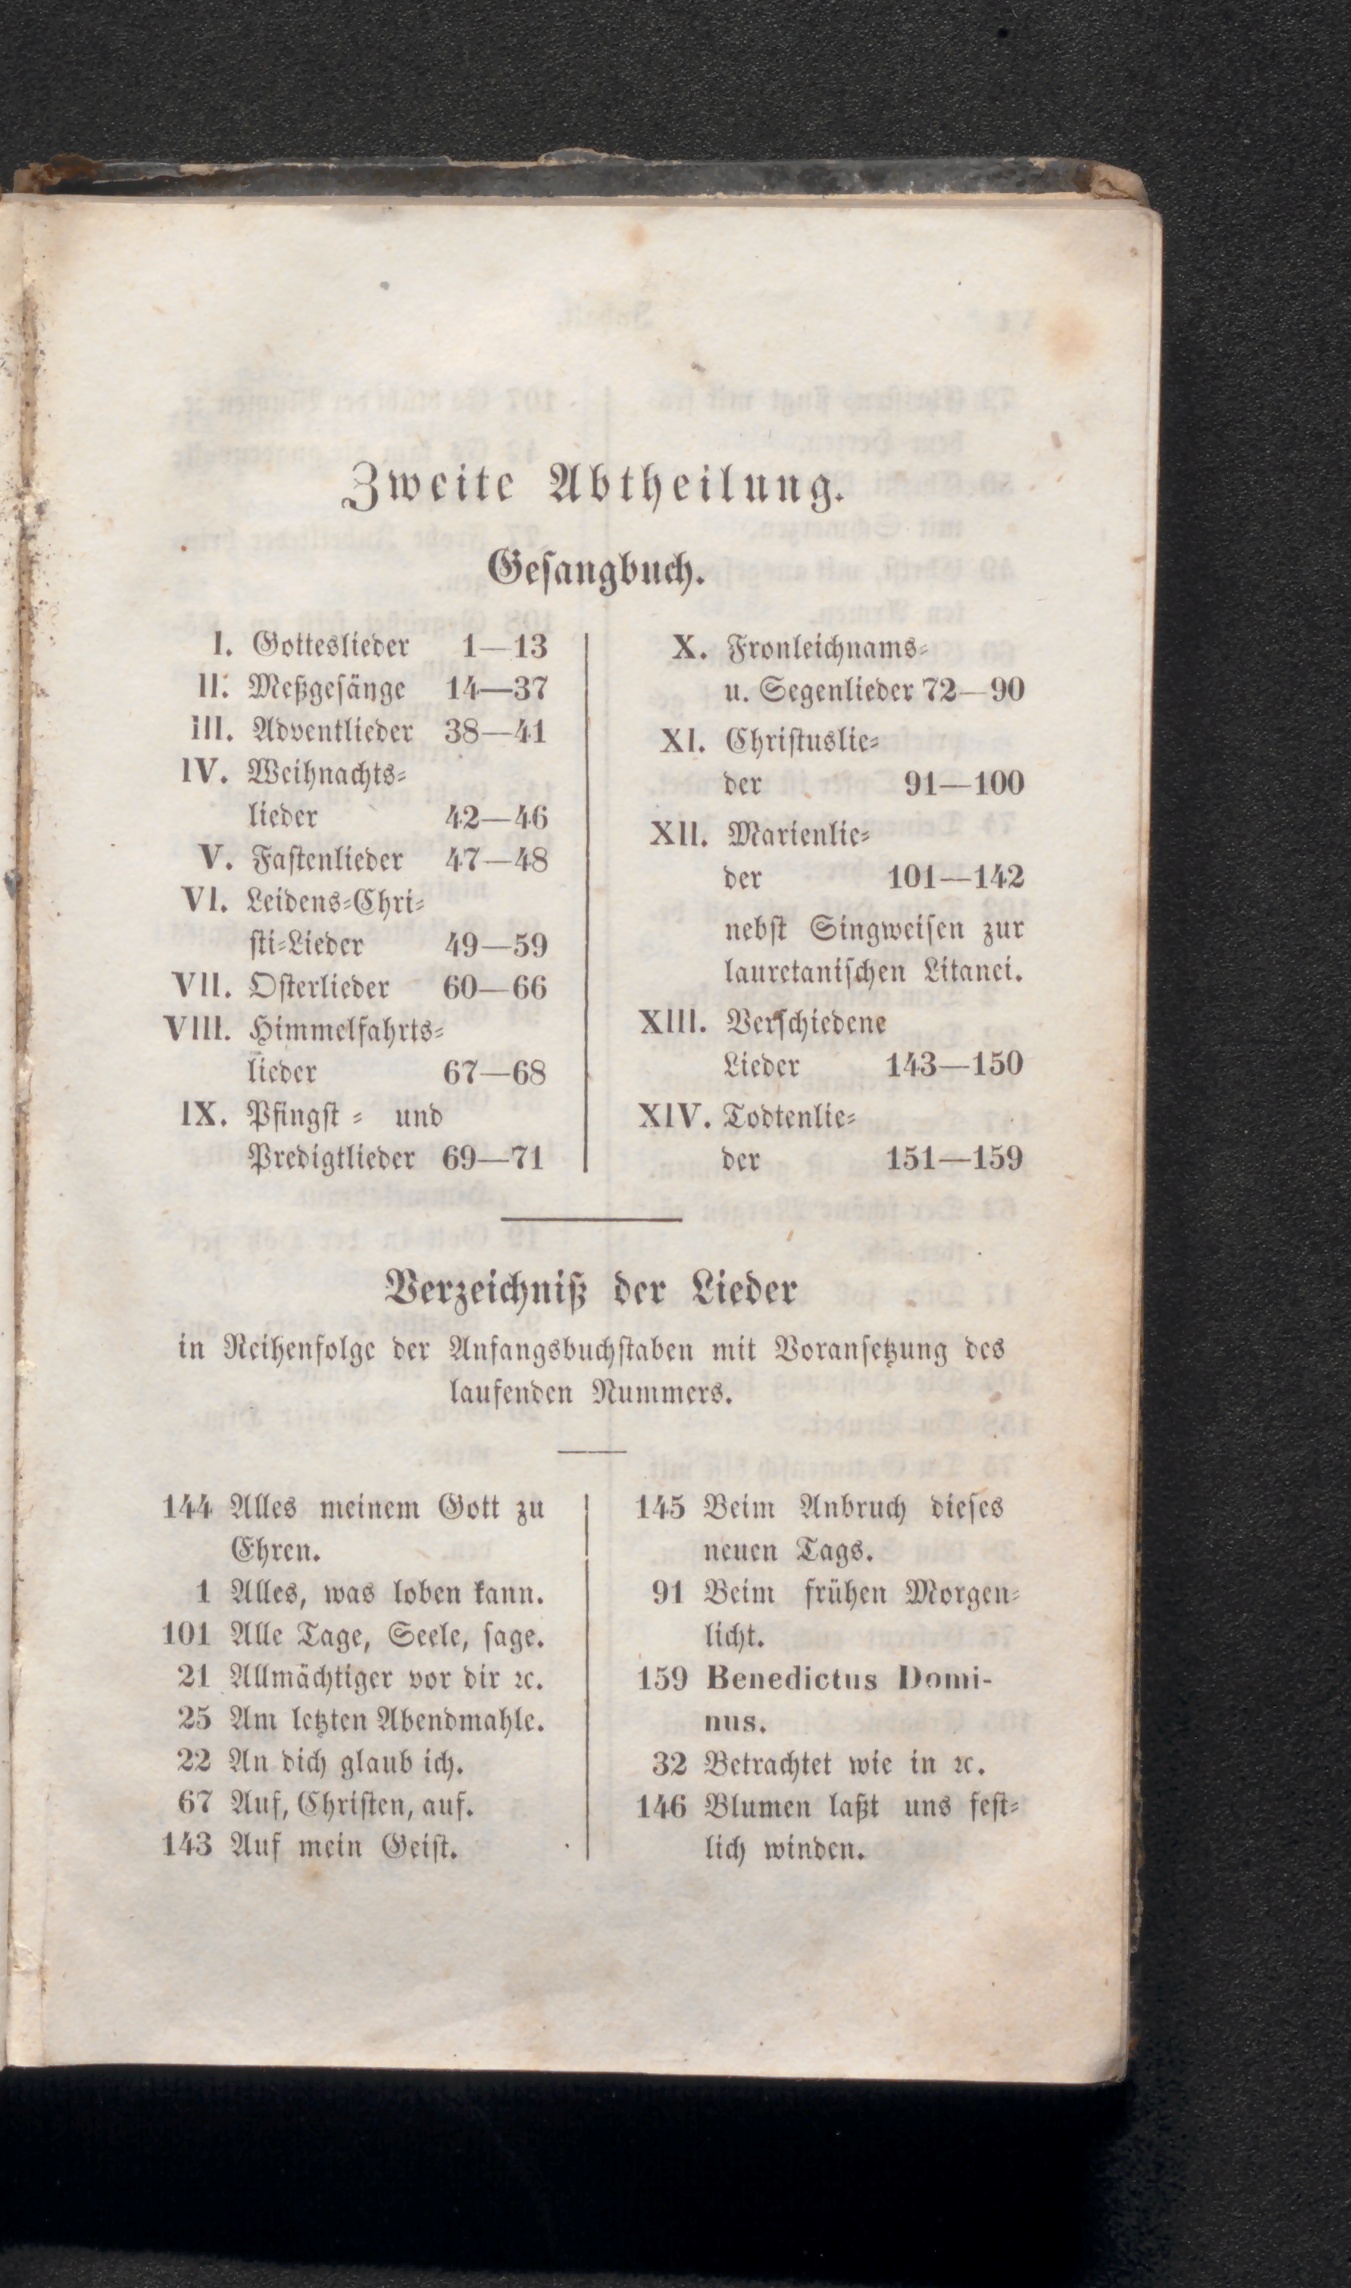 Zweite Abtheilung.
Gesangbuch.
I. Gotteslieder 1—13
II. Meßgesänge 14—37
III. Adventlieder 38—41
IV. Weihnachts-
lieder 42—46
V. Fastenlieder 47—48
VI. Leidens-Chri-
sti-Lieder 49—59
VII. Osterlieder 60—66
VIII. Himmelfahrts-
lieder 67—68
IX. Pfingst- und
Predigtlieder 69—71
X. Fronleichnams-
u. Segenlieder 72—90
XI. Christuslie-
der 91—100
XII. Marienlie-
der 101—142
nebst Singweisen zur
lauretanischen Litanei.
XIII. Verschiedene
Lieder 143—150
XIV. Todtenlie-
der 151—159
Verzeichniß der Lieder
in Reihenfolge der Anfangsbuchstaben mit Voransetzung des
laufenden Nummers.
144 Alles meinem Gott zu
Ehren.
1 Alles, was loben kann.
101 Alle Tage, Seele, sage.
21 Allmächtiger vor dir ꝛc.
25 Am letzten Abendmahle.
22 An dich glaub ich.
67 Auf, Christen, auf.
143 Auf mein Geist.
145 Beim Anbruch dieses
neuen Tags.
91 Beim frühen Morgen-
licht.
159 Benedictus Domi-
nus.
32 Betrachtet wie in ꝛc.
146 Blumen laßt uns fest-
lich winden.